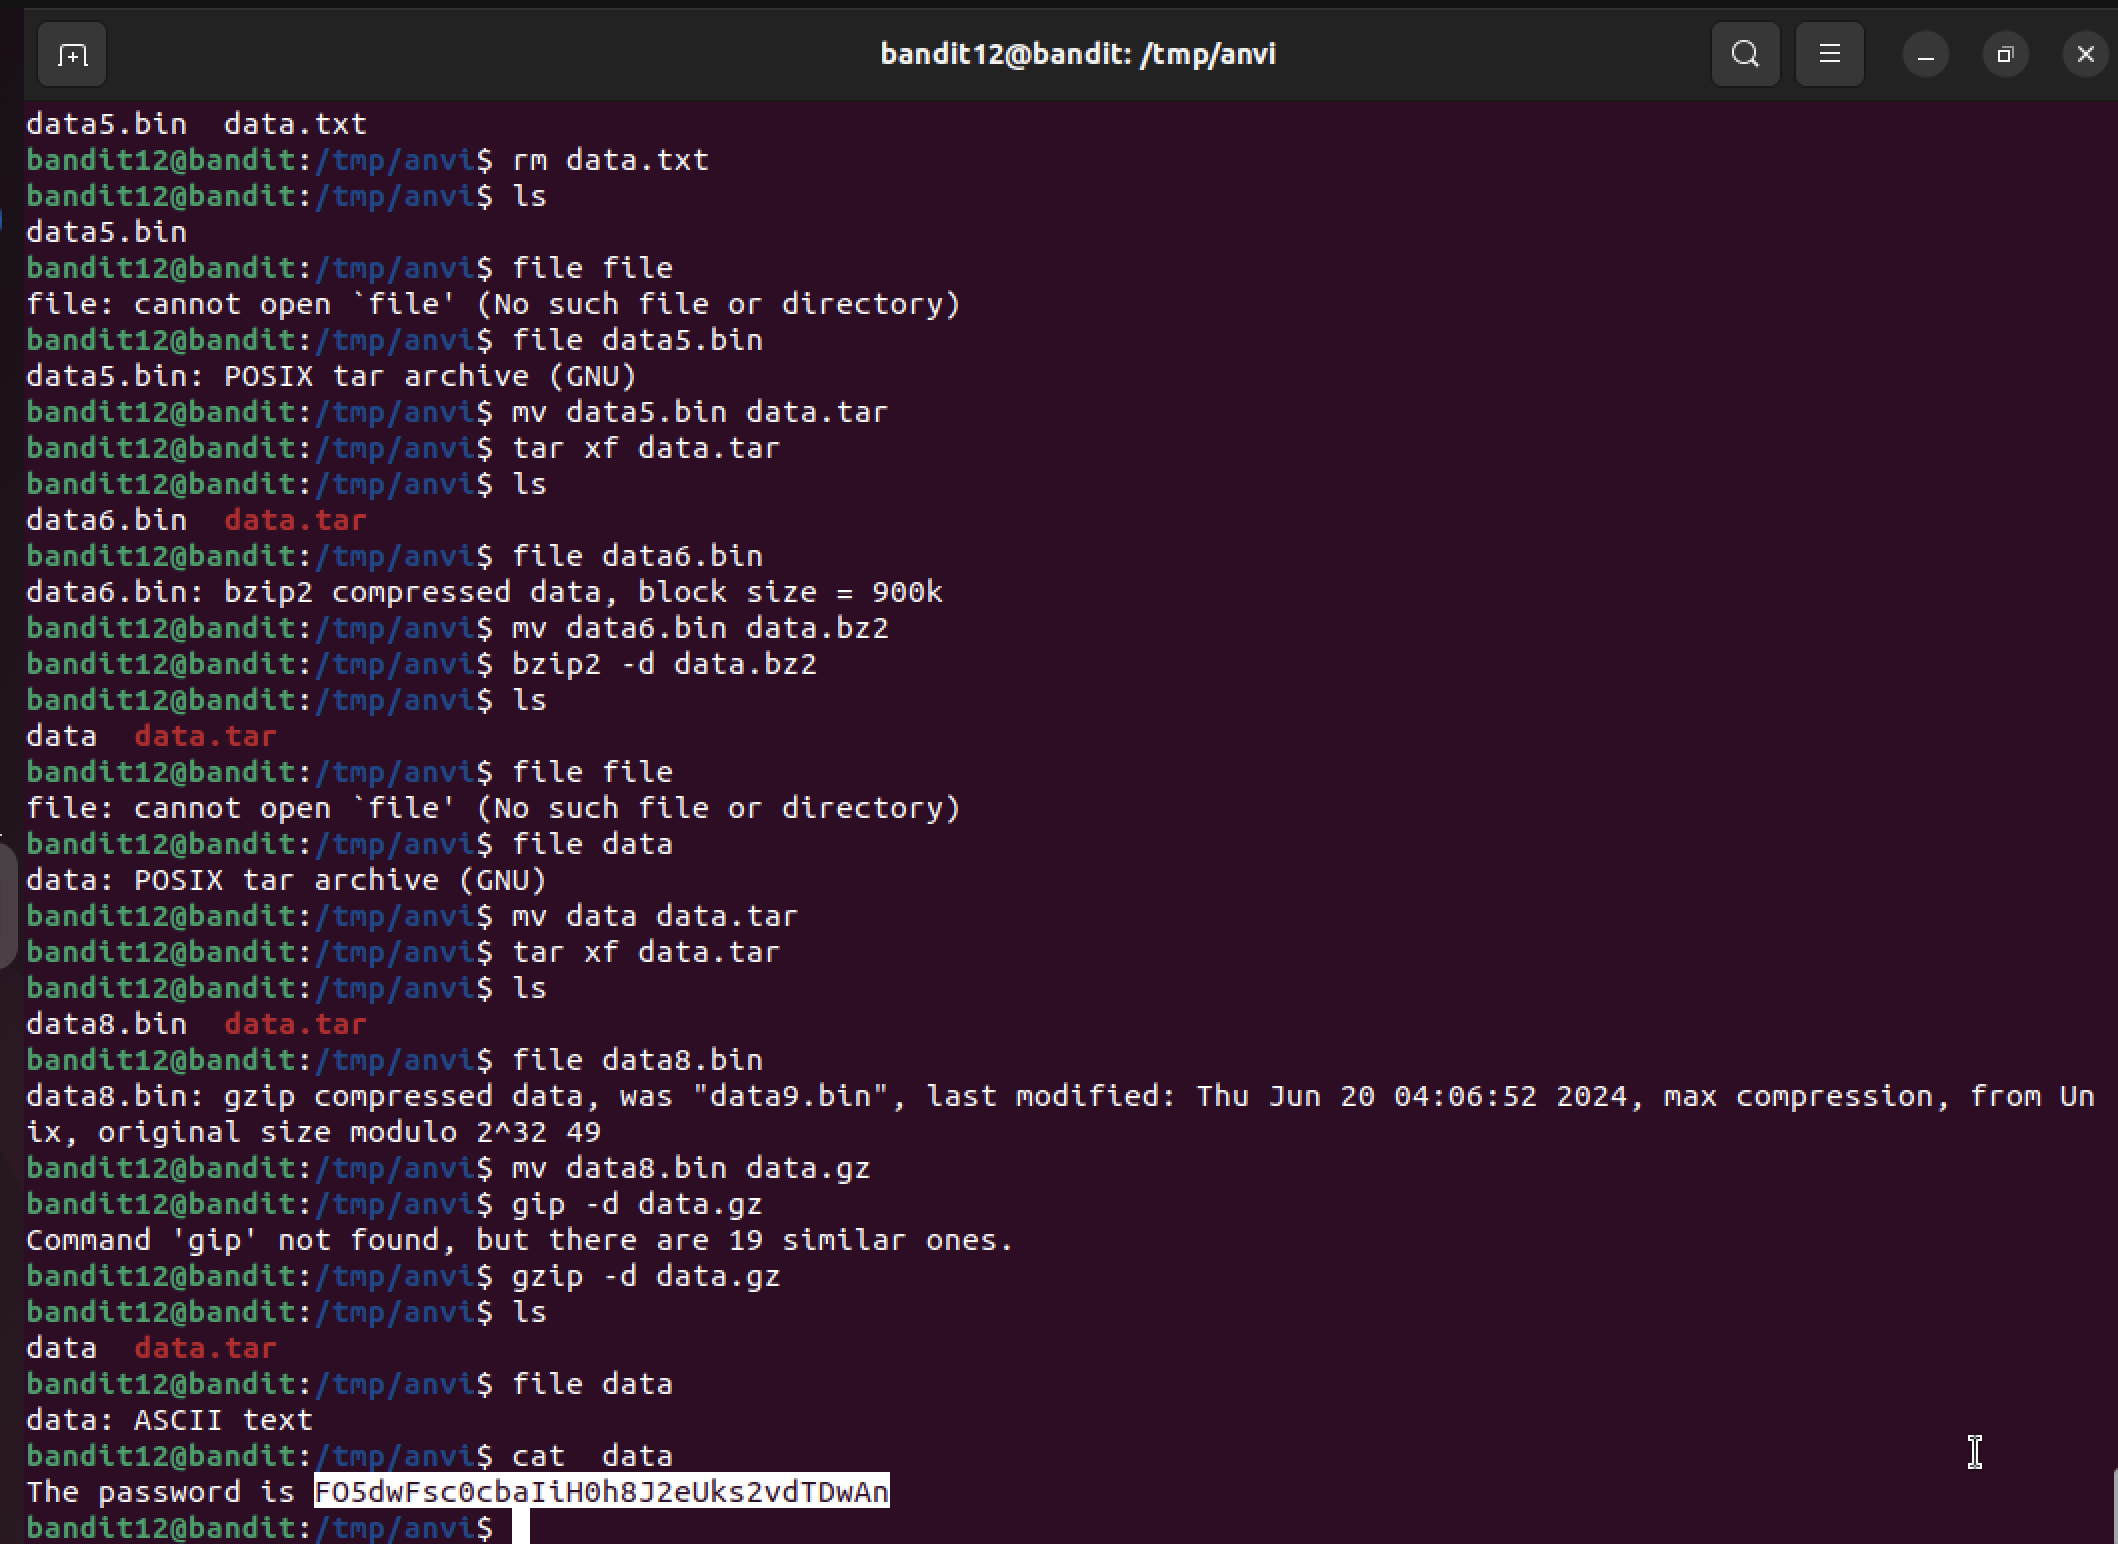 bandit12@bandit: /tmp/anvi
data5.bin  data.txt
bandit12@bandit:/tmp/anvi$ rm data.txt
bandit12@bandit:/tmp/anvi$ ls
data5.bin
bandit12@bandit:/tmp/anvi$ file file
file: cannot open `file' (No such file or directory)
bandit12@bandit:/tmp/anvi$ file data5.bin
data5.bin: POSIX tar archive (GNU)
bandit12@bandit:/tmp/anvi$ mv data5.bin data.tar
bandit12@bandit:/tmp/anvi$ tar xf data.tar
bandit12@bandit:/tmp/anvi$ ls
data6.bin  data.tar
bandit12@bandit:/tmp/anvi$ file data6.bin
data6.bin: bzip2 compressed data, block size = 900k
bandit12@bandit:/tmp/anvi$ mv data6.bin data.bz2
bandit12@bandit:/tmp/anvi$ bzip2 -d data.bz2
bandit12@bandit:/tmp/anvi$ ls
data  data.tar
bandit12@bandit:/tmp/anvi$ file file
file: cannot open `file' (No such file or directory)
bandit12@bandit:/tmp/anvi$ file data
data: POSIX tar archive (GNU)
bandit12@bandit:/tmp/anvi$ mv data data.tar
bandit12@bandit:/tmp/anvi$ tar xf data.tar
bandit12@bandit:/tmp/anvi$ ls
data8.bin  data.tar
bandit12@bandit:/tmp/anvi$ file data8.bin
data8.bin: gzip compressed data, was "data9.bin", last modified: Thu Jun 20 04:06:52 2024, max compression, from Un
ix, original size modulo 2^32 49
bandit12@bandit:/tmp/anvi$ mv data8.bin data.gz
bandit12@bandit:/tmp/anvi$ gip -d data.gz
Command 'gip' not found, but there are 19 similar ones.
bandit12@bandit:/tmp/anvi$ gzip -d data.gz
bandit12@bandit:/tmp/anvi$ ls
data  data.tar
bandit12@bandit:/tmp/anvi$ file data
data: ASCII text
bandit12@bandit:/tmp/anvi$ cat  data
The password is FO5dwFsc0cbaIiH0h8J2eUks2vdTDwAn
bandit12@bandit:/tmp/anvi$